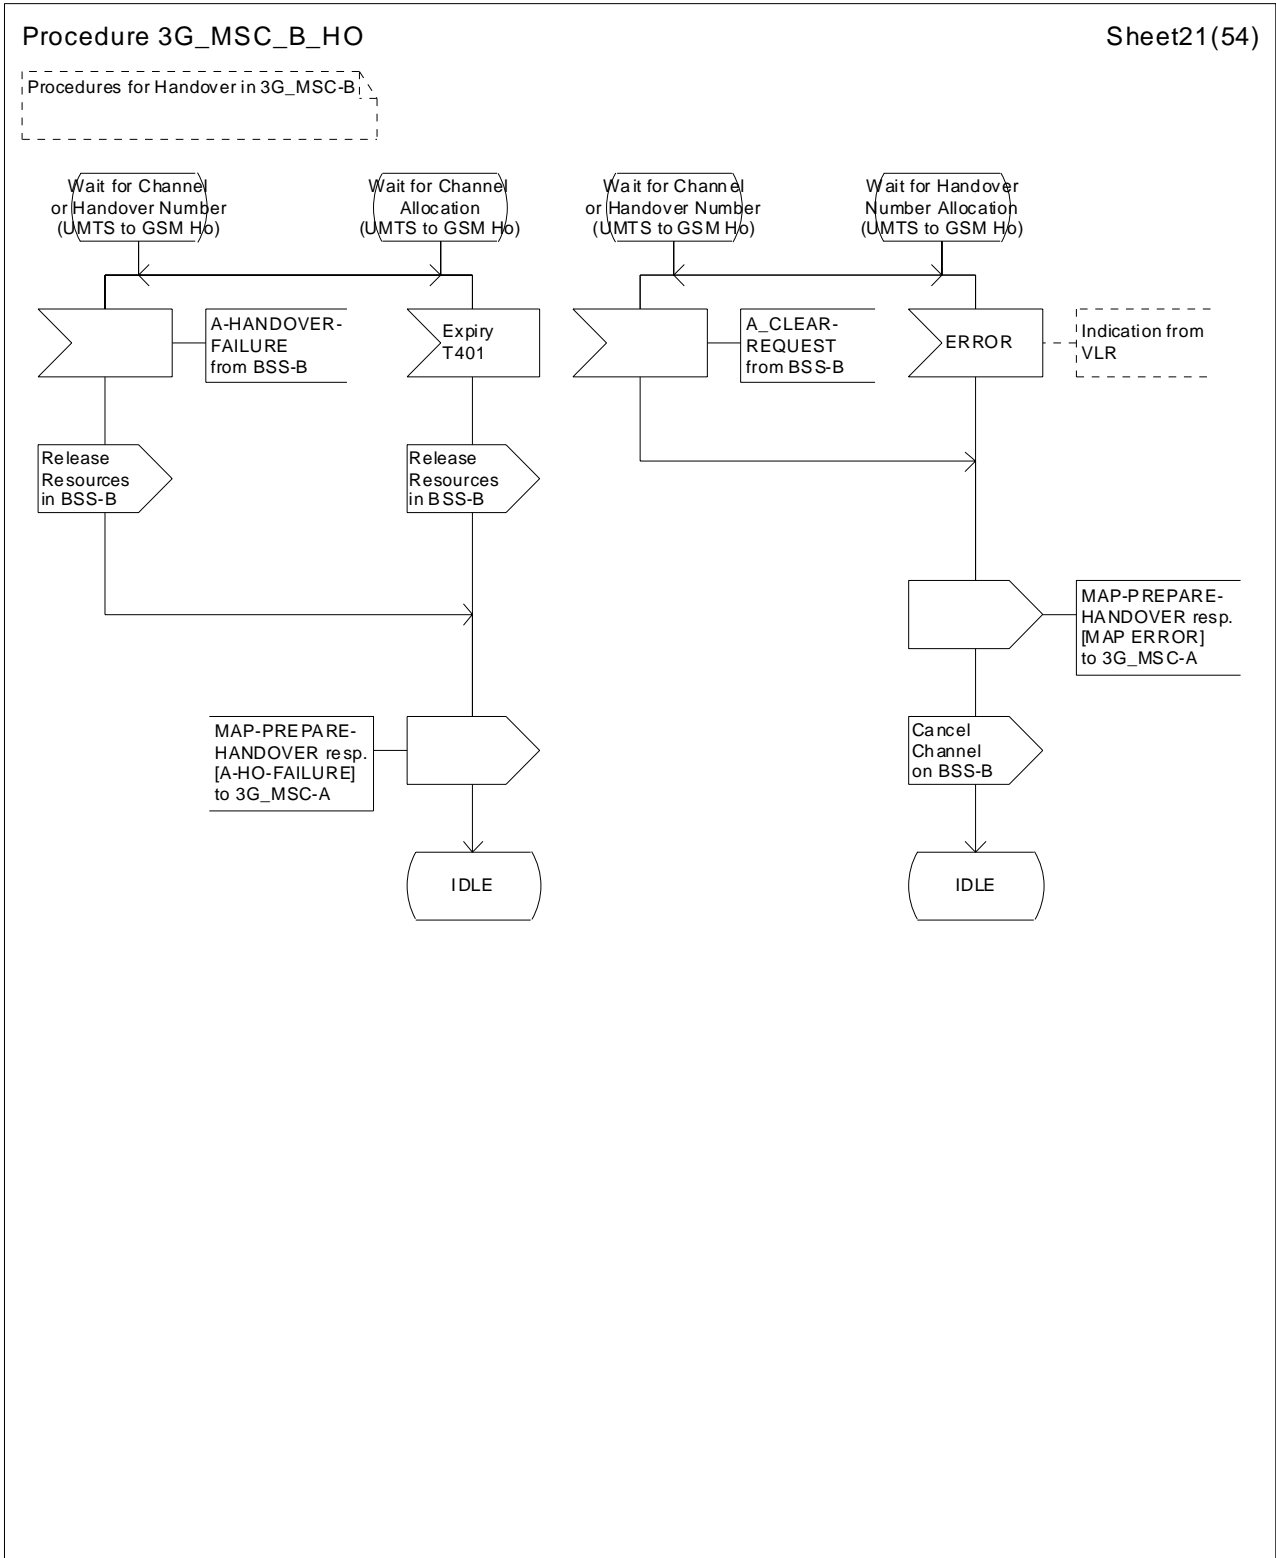 Procedure 3G_MSC_B_HO
Sheet21(54)
Procedures for Handover in 3G_MSC-B
Wait for Channel
or Handover Number
(UMTS to GSM Ho)
Wait for Channel
Allocation
(UMTS to GSM Ho)
Wait for Channel
or Handover Number
(UMTS to GSM Ho)
Wait for Handover
Number Allocation
(UMTS to GSM Ho)
A-HANDOVER-
FAILURE
from BSS-B
Expiry
T401
A_CLEAR-
REQUEST
from BSS-B
ERROR
Indication from
VLR
Release
Resources
in BSS-B
Release
Resources
in BSS-B
MAP-PREPARE-
HANDOVER resp.
[MAP ERROR]
to 3G_MSC-A
MAP-PREPARE-
HANDOVER resp.
[A-HO-FAILURE]
to 3G_MSC-A
Cancel
Channel
on BSS-B
IDLE
IDLE